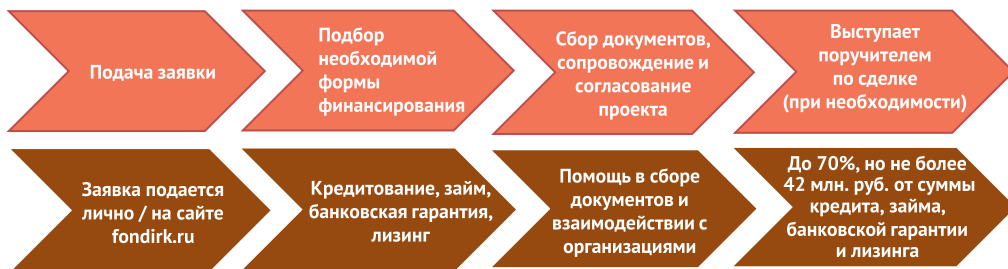 Подача заявки
Подбор
необходимой
формы
финансирования
Сбор документов,
сопровождение и
согласование
проекта
Выступает
поручителем
по сделке
(при необходимости)
Заявка подается
лично / на сайте
fondirk.ru
Кредитование, займ,
банковская гарантия,
лизинг
Помощь в сборе
документов и
взаимодействии с
организациями
До 70%, но не более
42 млн. руб. от суммы
кредита, займа,
банковской гарантии
и лизинга